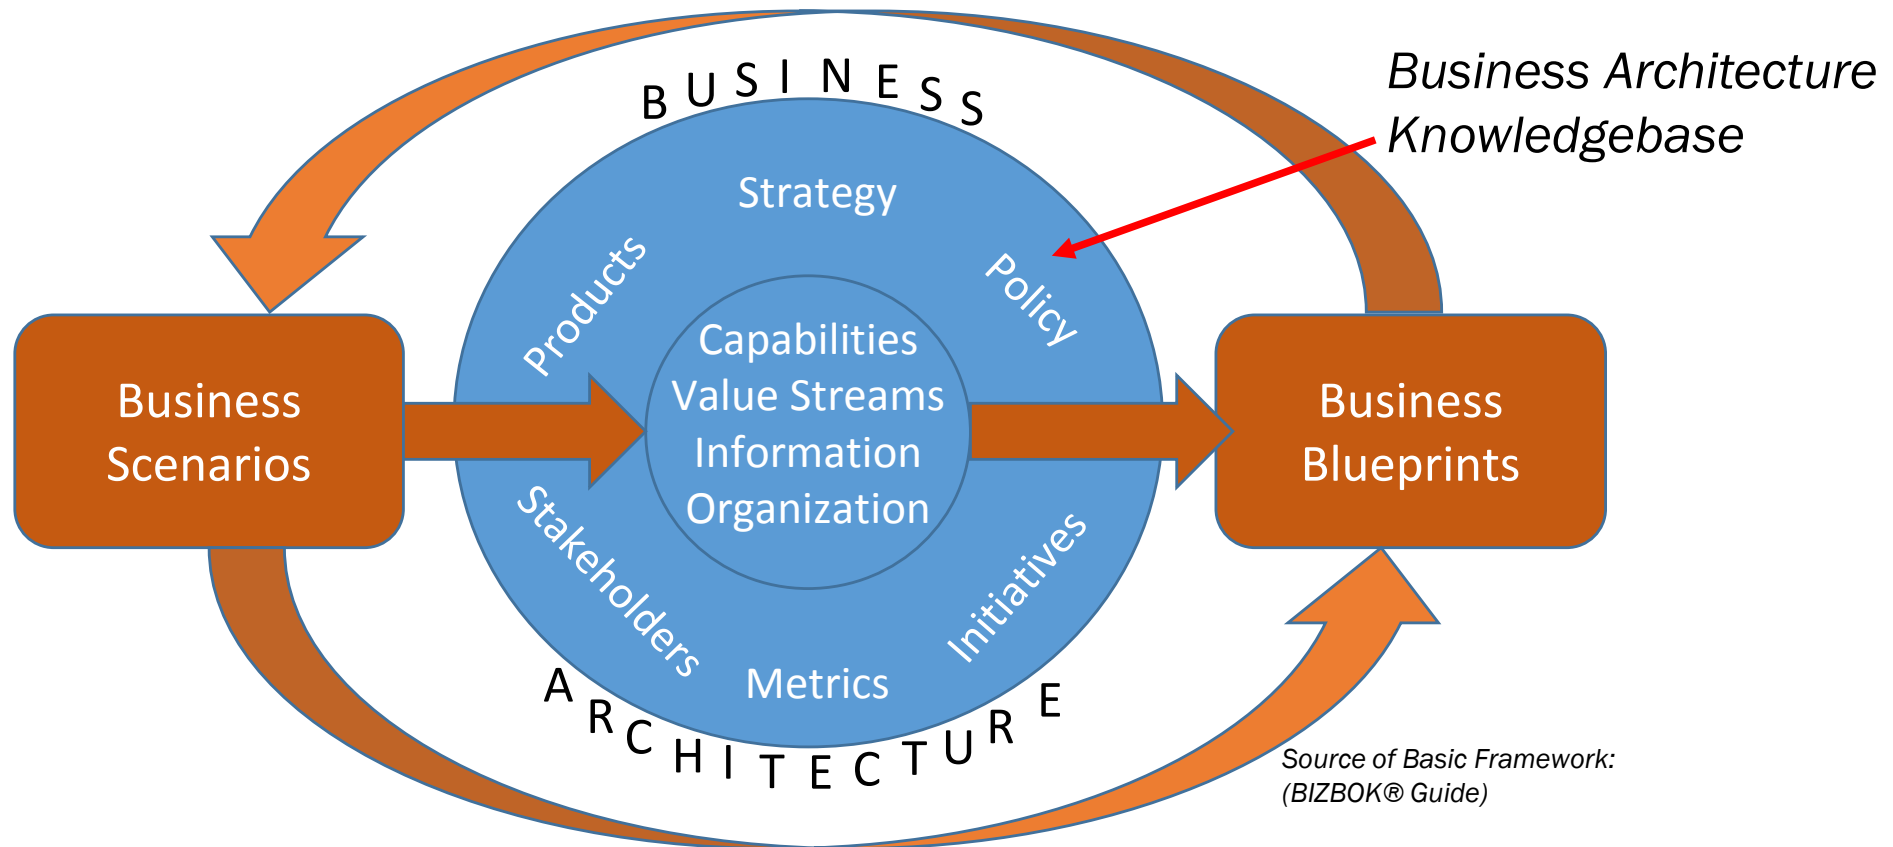 BUSINESS
Business Architecture
Knowledgebase
Strategy
Products
Policy
Capabilities
Value Streams
Information
Organization
Business
Scenarios
Business
Blueprints
Stakeholders
Initiatives
Metrics
ARCHITECTURE
Source of Basic Framework:
(BIZBOK® Guide)